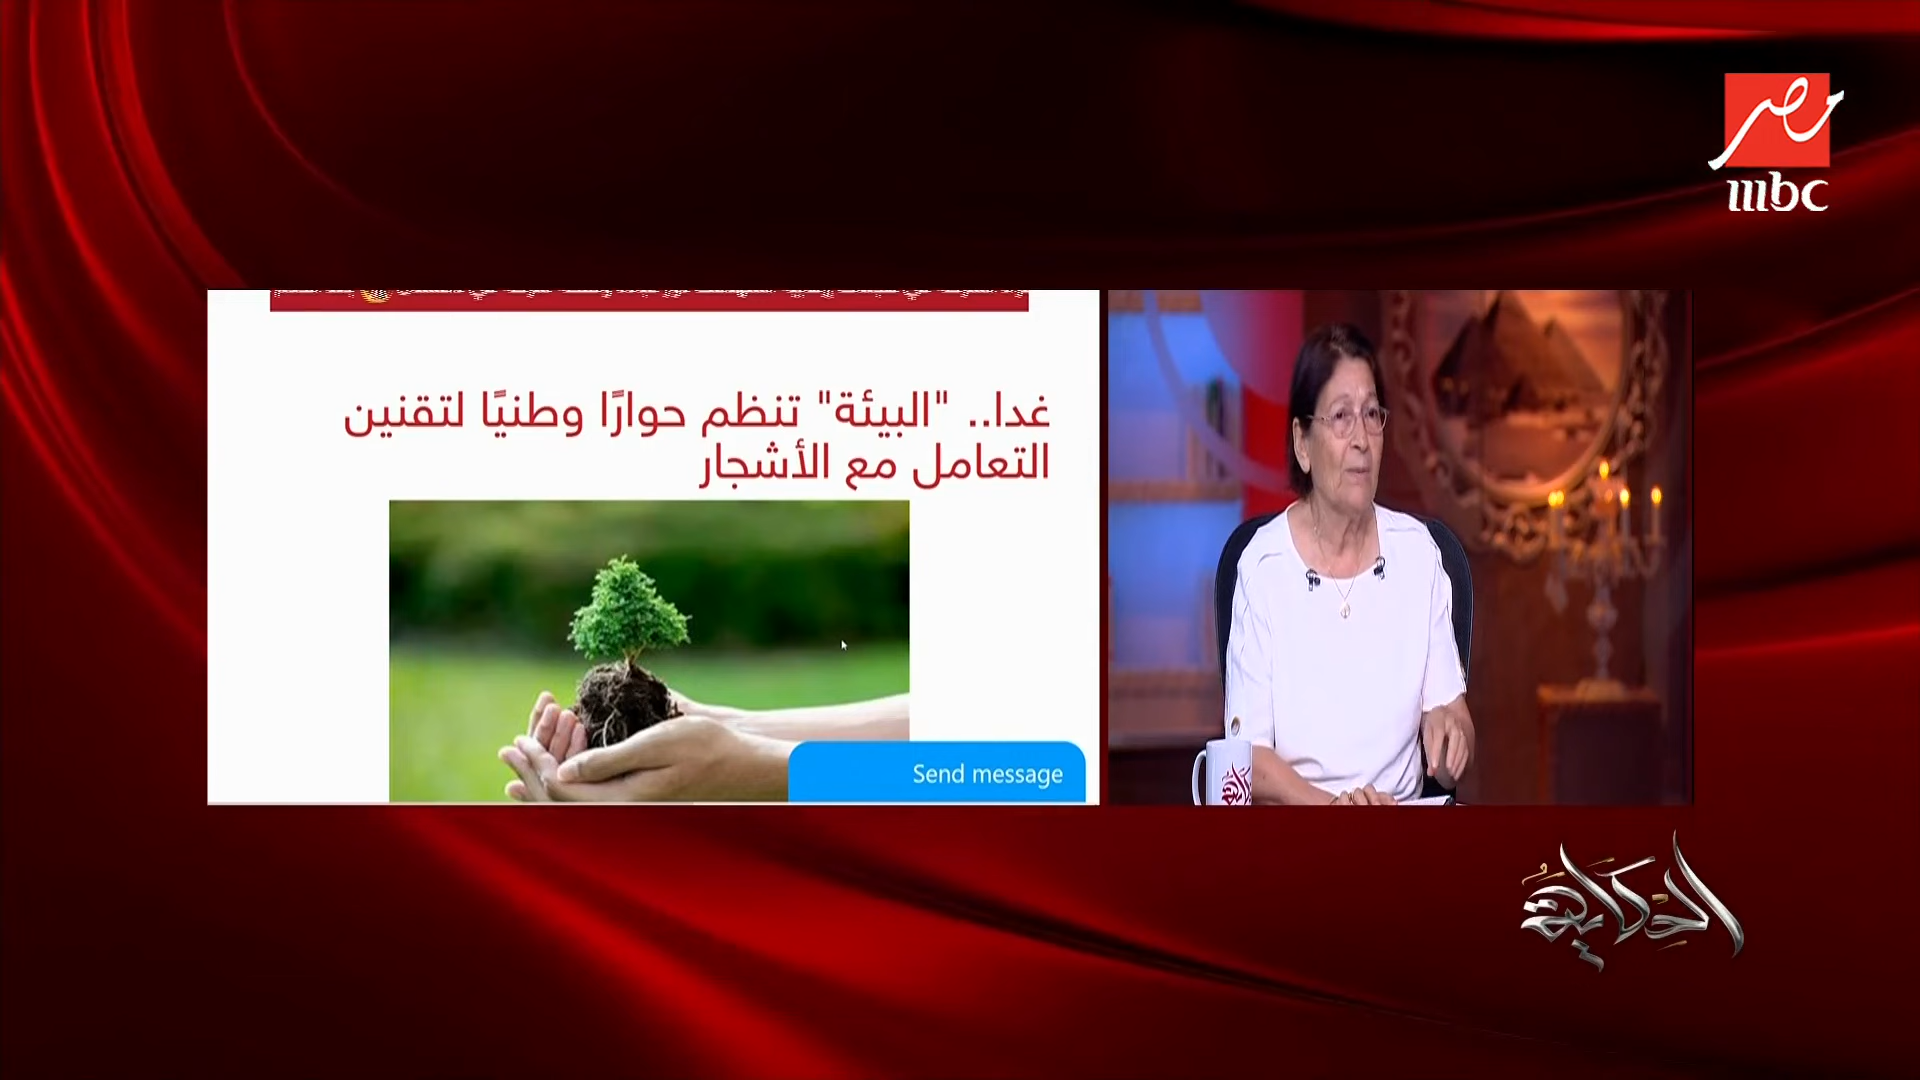 مصر
mbc
غدا.. "البيئة" تنظم حوارًا وطنيًا لتقنين
التعامل مع الأشجار
Send message
الحكاية